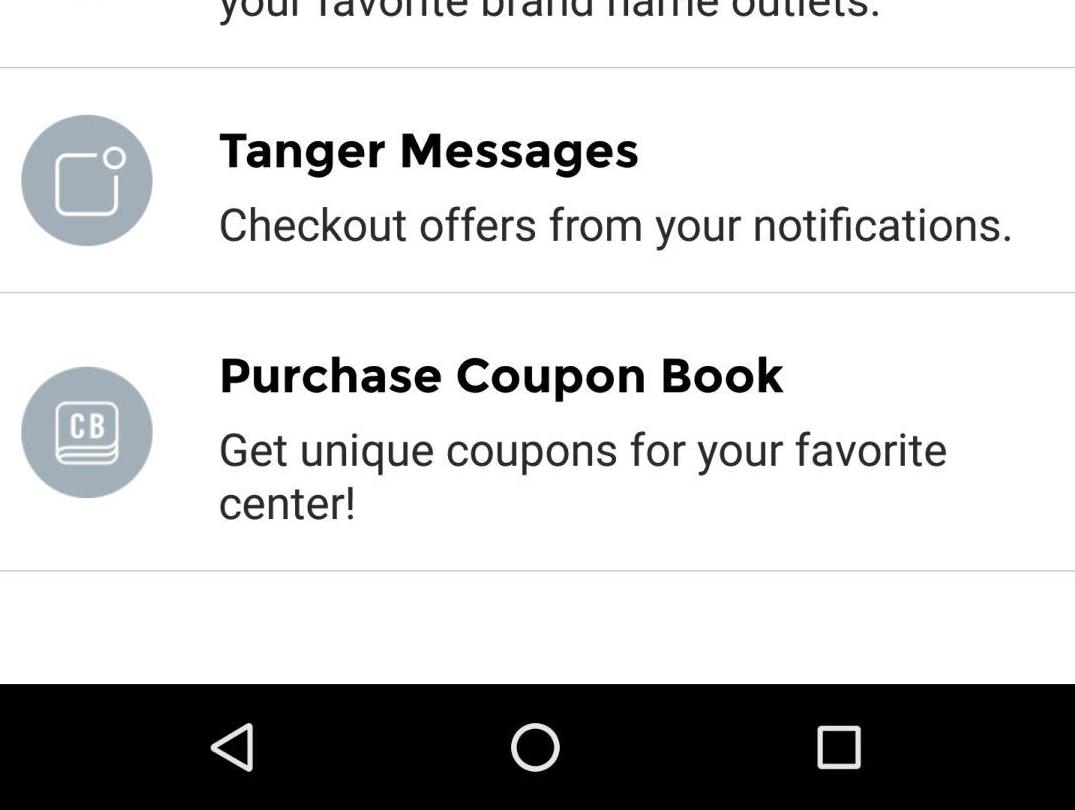 your favorite brand name outlets.
Tanger Messages
Checkout offers from your notifications.
Purchase Coupon Book
CB
Get unique coupons for your favorite
center!